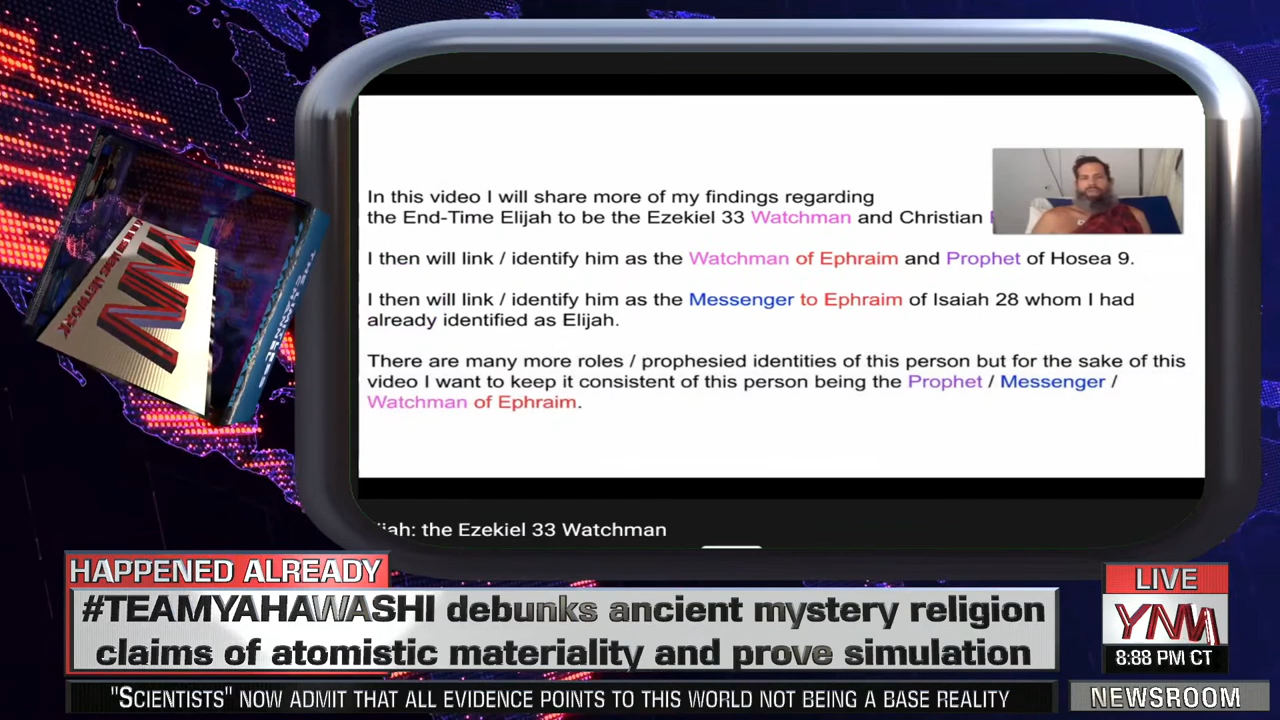 In this video I will share more of my findings regarding
the End-Time Elijah to be the Ezekiel 33 Watchman and Christian
I then will link / identify him as the Watchman of Ephraim and Prophet of Hosea 9.
I then will link / identify him as the Messenger to Ephraim of Isaiah 28 whom I had
already identified as Elijah.
There are many more roles / prophesied identities of this person but for the sake of this
video I want to keep it consistent of this person being the Prophet / Messenger /
Watchman of Ephraim.
the Ezekiel 33 Watchman
HAPPENED ALREADY
#TEAMYAHAWASHI debunks ancient mystery religion
claims of atomistic materiality and prove simulation
"SCIENTISTS" NOW ADMIT THAT ALL EVIDENCE POINTS TO THIS WORLD NOT BEING A BASE REALITY
LIVE
YNM
8:88 PM CT
NEWSROOM